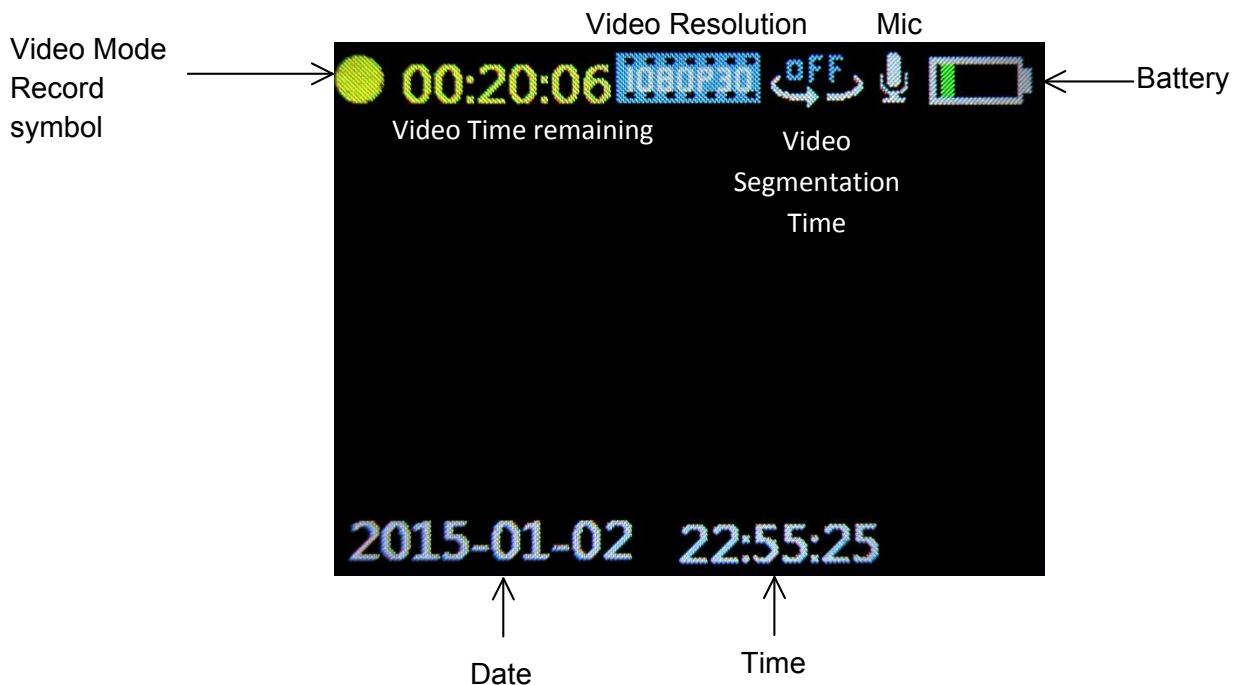 Video Resolution Mic
Video Mode
Record
symbol
00:20:06 1080P30 OFF
Battery
Video Time remaining
Video
Segmentation
Time
2015-01-02 22:55:25
Date
Time